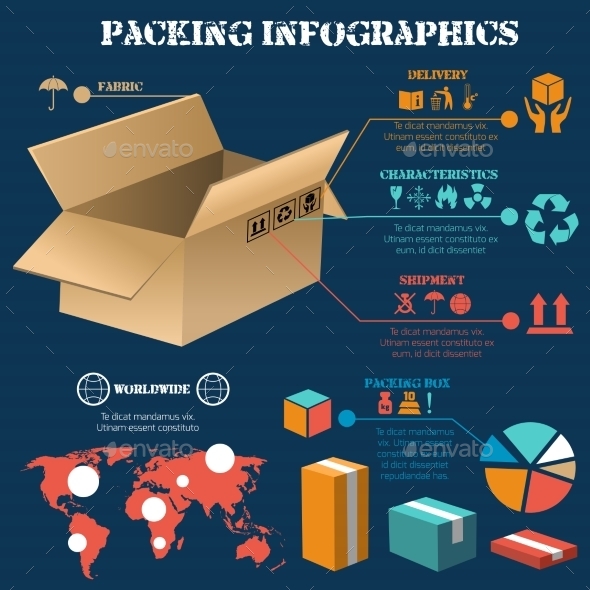 PACKING INFOGRAPHICS
FABRIC
DELIVERY
i
Te dicat mandamus vix.
Utinam essent constituto ex
eum, id dicit dissentiet
CHARACTERISTICS
Te dicat mandamus vix.
Utinam essent constituto ex
eum, id dicit dissentiet
SHIPMENT
Te dicat mandamus vix.
Utinam essent constituto ex
eum, id dicit dissentiet
WORLDWIDE
Te dicat mandamus vix.
Utinam essent constituto
PACKING BOX
kg
10
!
Te dicat
mandamus vix.
Utinam essent
constituto ex
eum, id dicit
dissentiet ea
duo, blandit
repudiandae has.
envato
envato
envato
envato